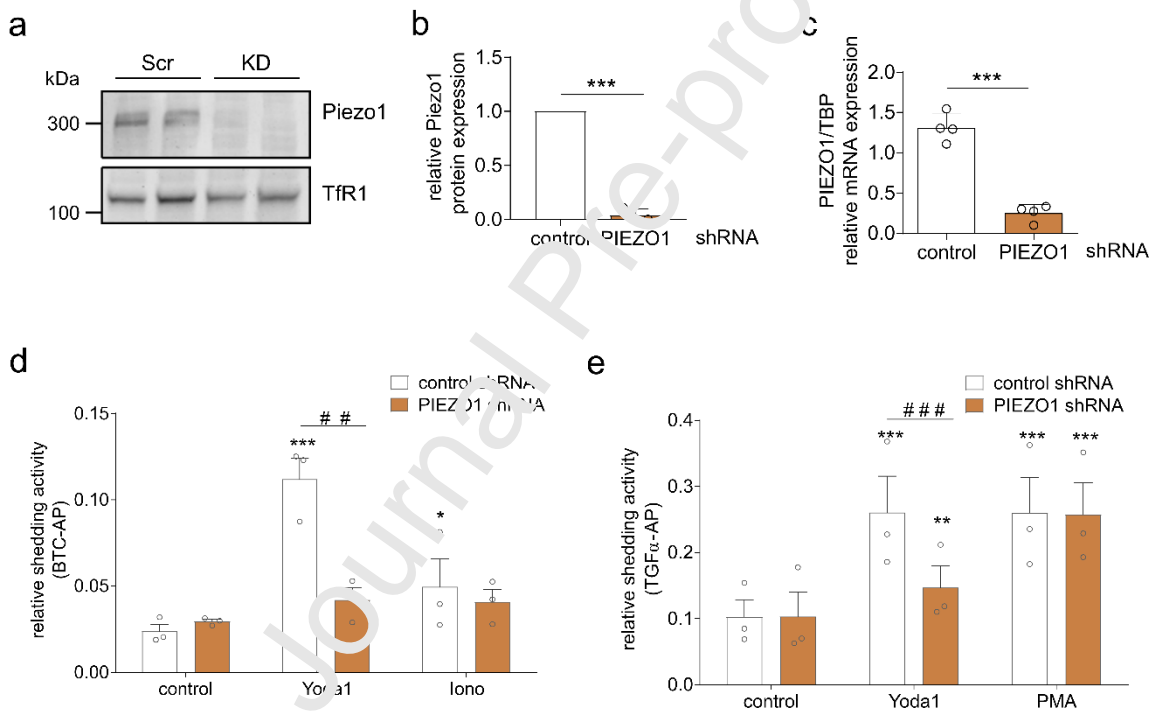 a
Scr KD
kDa
300
100
Piezo1
TfR1
b
relative Piezo1
protein expression
1.5
1.0
0.5
0.0
***
control PIEZO1 shRNA
c
PIEZO1/TBP
relative mRNA expression
2.0
1.5
1.0
0.5
0.0
***
control PIEZO1 shRNA
Journal Pre-pro
d
control shRNA
PIEZO1 shRNA
relative shedding activity
(BTC-AP)
0.15
0.10
0.05
0.00
# #
***
*
control Yoda1 Iono
e
control shRNA
PIEZO1 shRNA
relative shedding activity
(TGFα-AP)
0.4
0.3
0.2
0.1
0.0
# # #
*** *** ***
**
control Yoda1 PMA